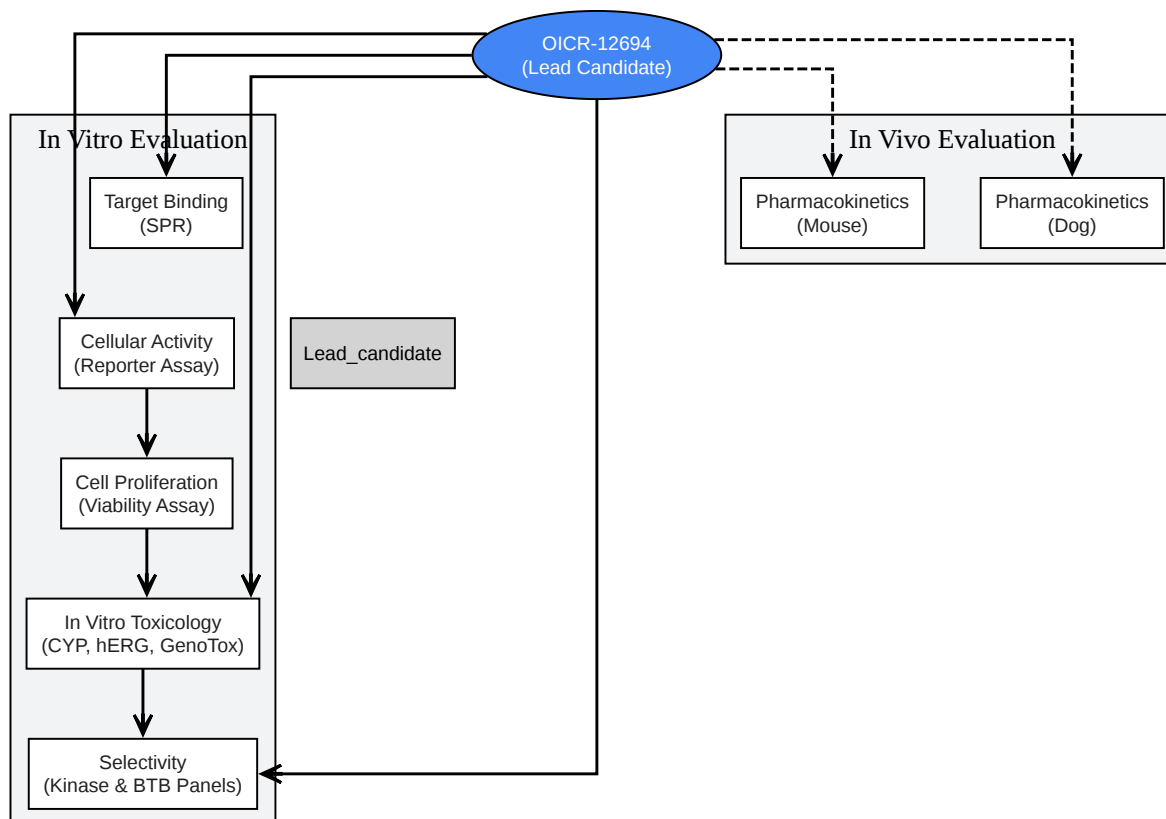 OICR-12694
(Lead Candidate)
In Vitro Evaluation
In Vivo Evaluation
Target Binding
(SPR)
Pharmacokinetics
(Mouse)
Pharmacokinetics
(Dog)
Cellular Activity
(Reporter Assay)
Lead_candidate
Cell Proliferation
(Viability Assay)
In Vitro Toxicology
(CYP, hERG, GenoTox)
Selectivity
(Kinase & BTB Panels)